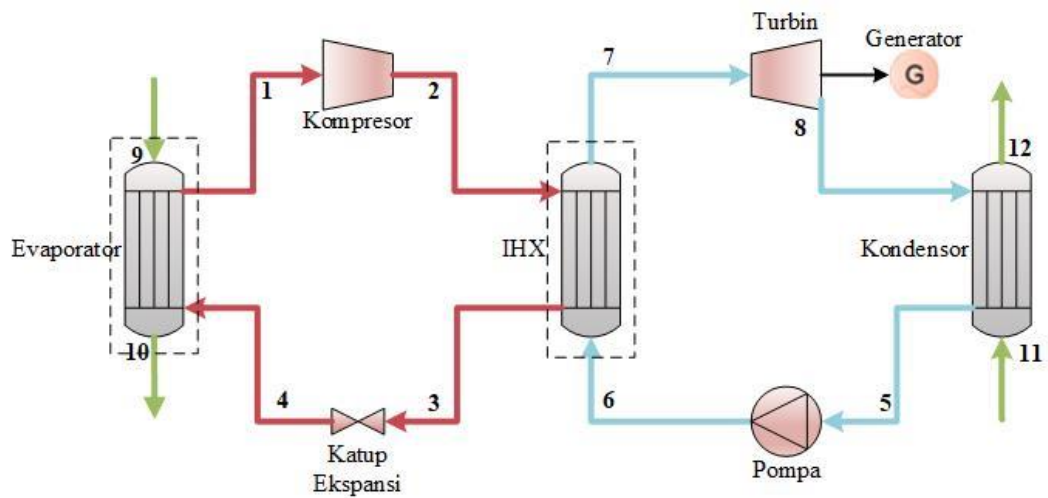 Turbin
Generator
G
7
1
2
Kompresor
8
9
12
Evaporator
IHX
Kondensor
10
11
4
3
6
5
Katup
Ekspansi
Pompa